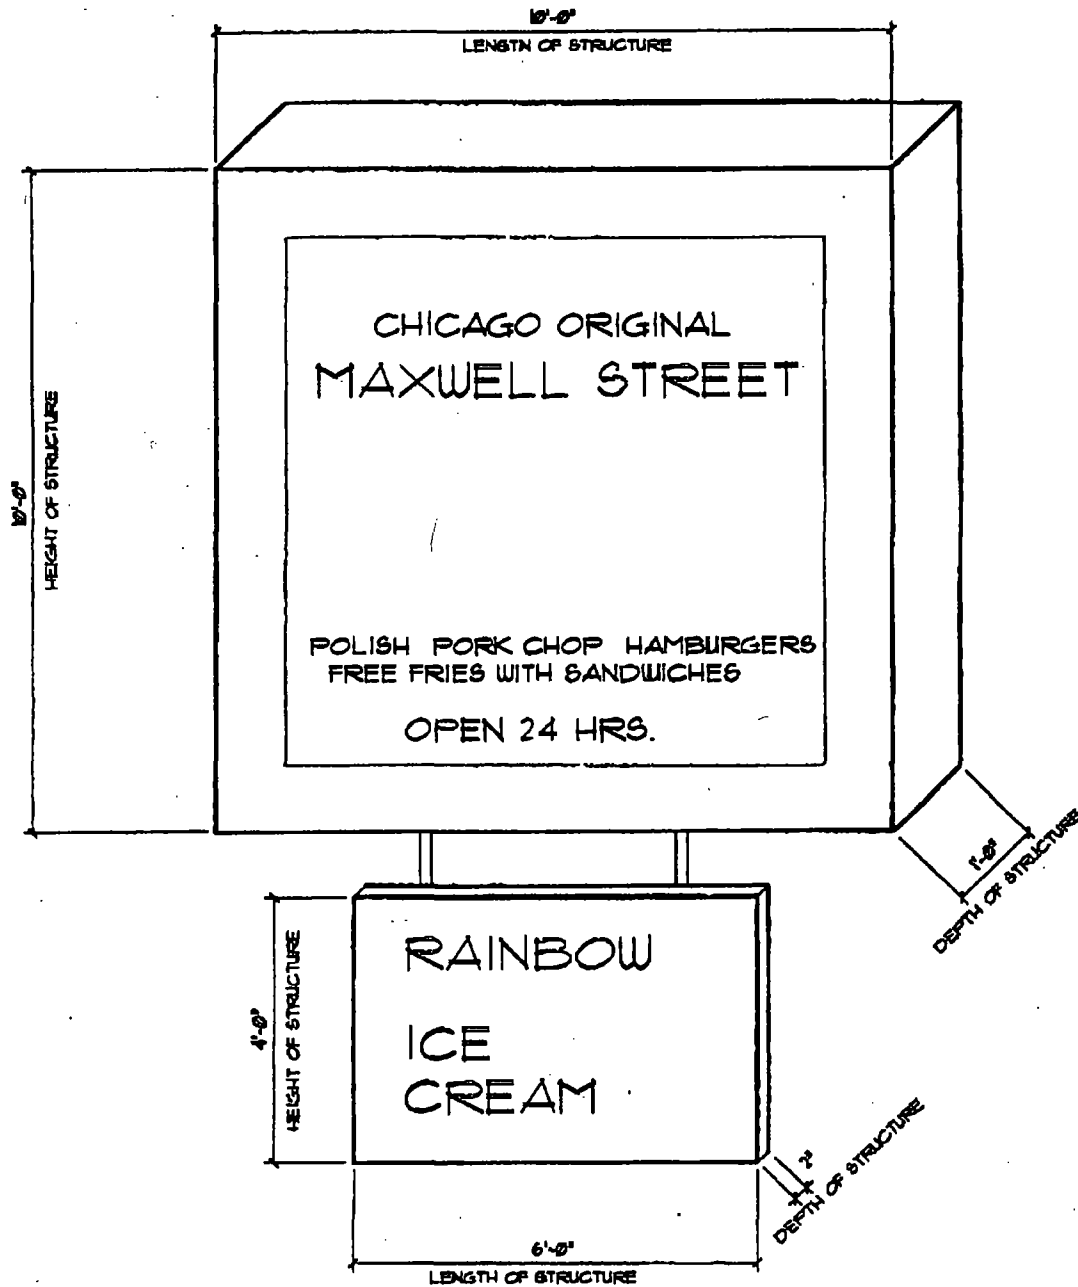 10'-0"
LENGTH OF STRUCTURE
CHICAGO ORIGINAL
MAXWELL STREET
10'-0"
HEIGHT OF STRUCTURE
POLISH PORK CHOP HAMBURGERS
FREE FRIES WITH SANDWICHES
OPEN 24 HRS.
1'-0"
DEPTH OF STRUCTURE
RAINBOW
ICE
CREAM
4'-0"
HEIGHT OF STRUCTURE
2"
DEPTH OF STRUCTURE
6'-0"
LENGTH OF STRUCTURE